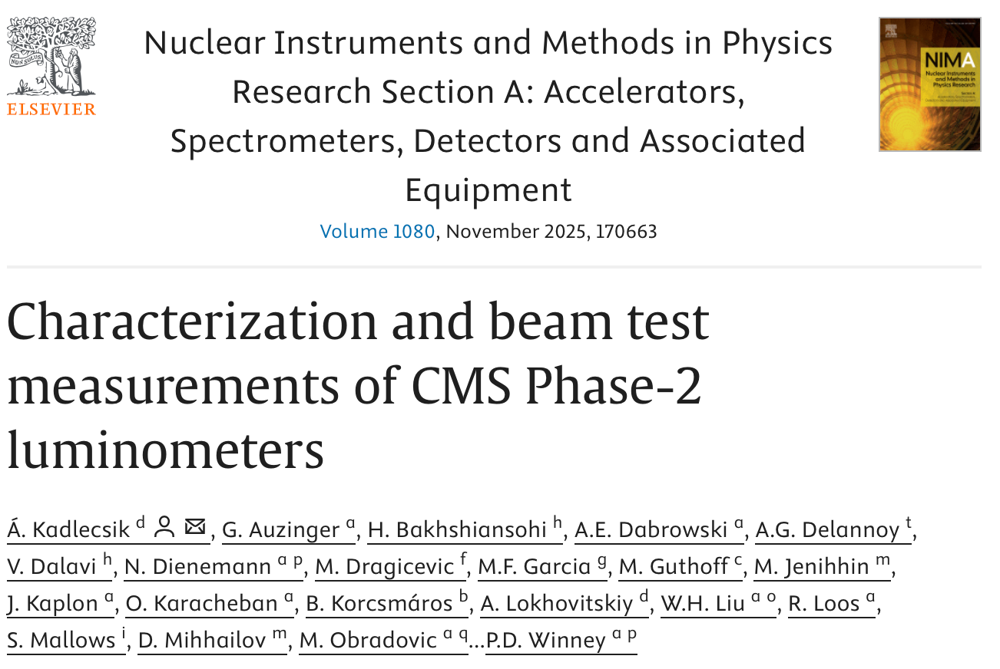 NON SOLUS
ELSEVIER
Nuclear Instruments and Methods in Physics
Research Section A: Accelerators,
Spectrometers, Detectors and Associated
Equipment
Volume 1080, November 2025, 170663
NIMA
Nuclear Instruments
and Methods in
Physics Research
Characterization and beam test
measurements of CMS Phase-2
luminometers
Á. Kadlecsik d, G. Auzinger a, H. Bakhshiansohi h, A.E. Dabrowski a, A.G. Delannoy t,
V. Dalavi h, N. Dienemann a p, M. Dragicevic f, M.F. Garcia g, M. Guthoff c, M. Jenihhin m,
J. Kaplon a, O. Karacheban a, B. Korcsmáros b, A. Lokhovitskiy d, W.H. Liu a o, R. Loos a,
S. Mallows i, D. Mihhailov m, M. Obradovic a q...P.D. Winney a p